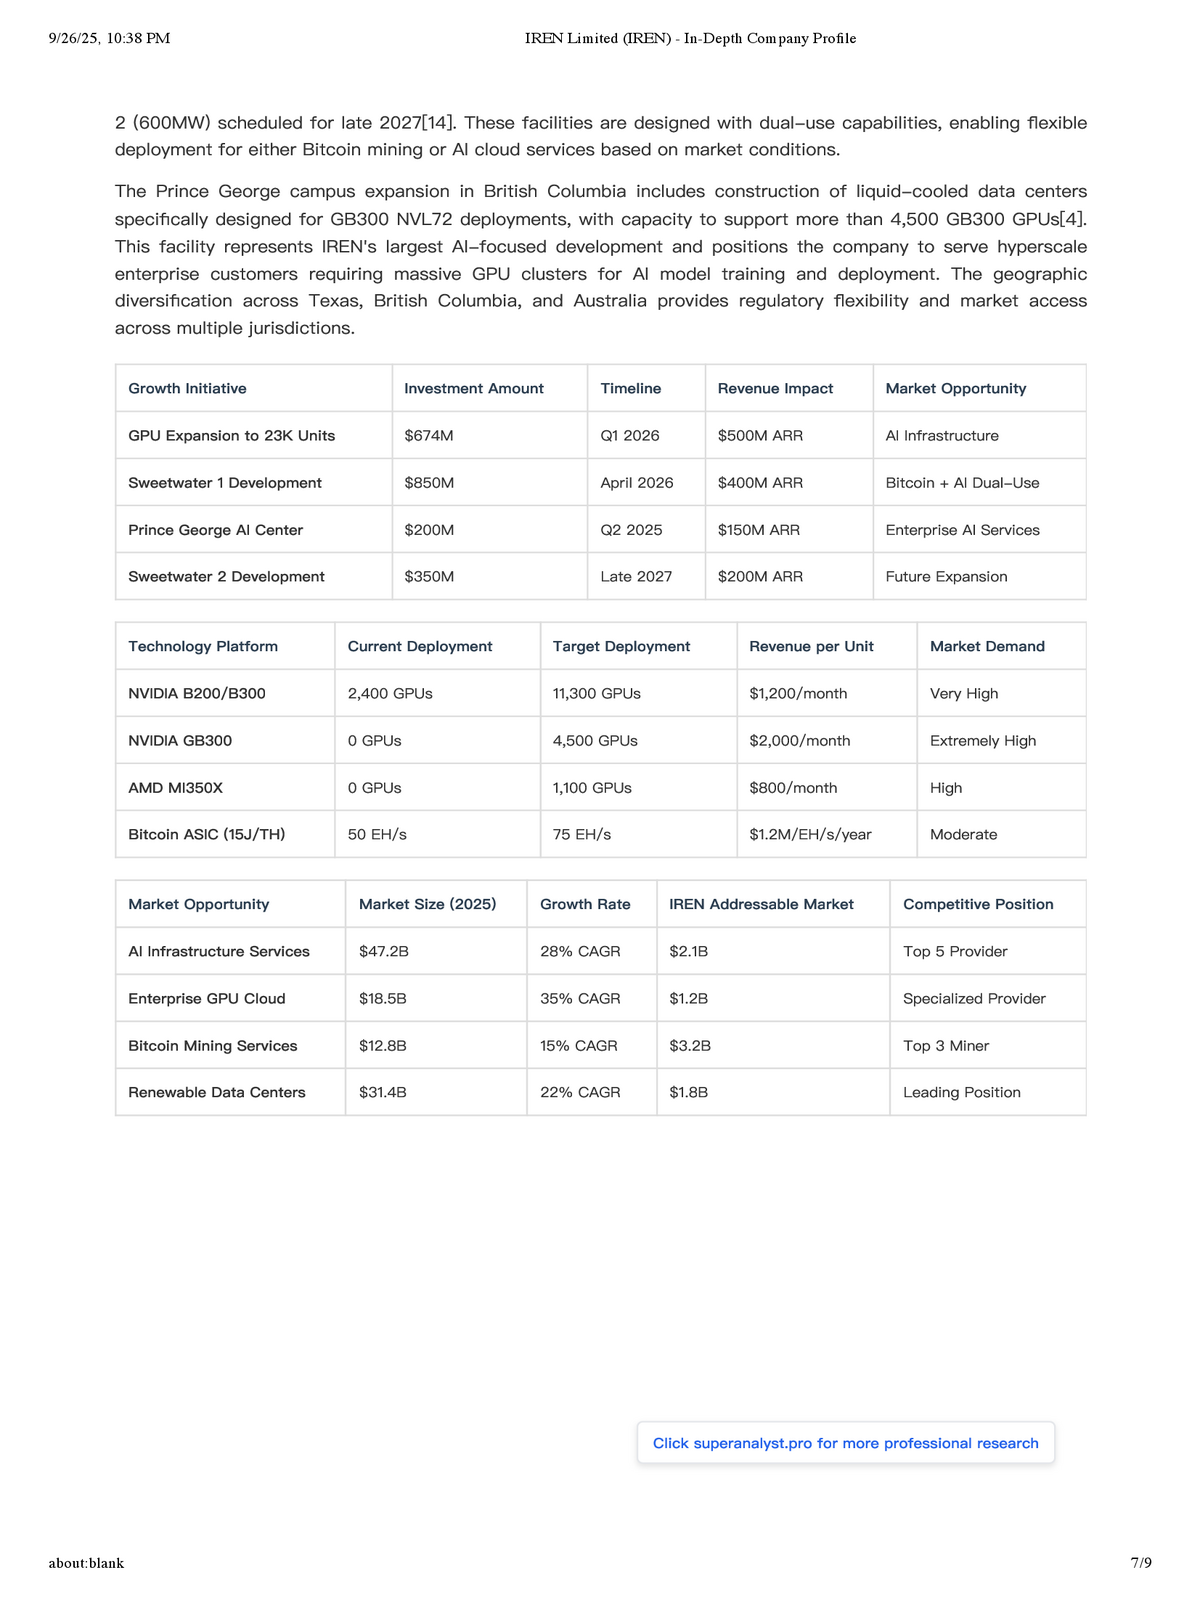 9/26/25, 10:38 PM IREN Limited (IREN) - In-Depth Company Profile
2 (600MW) scheduled for late 2027[14]. These facilities are designed with dual-use capabilities, enabling flexible
deployment for either Bitcoin mining or AI cloud services based on market conditions.
The Prince George campus expansion in British Columbia includes construction of liquid-cooled data centers
specifically designed for GB300 NVL72 deployments, with capacity to support more than 4,500 GB300 GPUs[4].
This facility represents IREN's largest AI-focused development and positions the company to serve hyperscale
enterprise customers requiring massive GPU clusters for AI model training and deployment. The geographic
diversification across Texas, British Columbia, and Australia provides regulatory flexibility and market access
across multiple jurisdictions.
Growth Initiative Investment Amount Timeline Revenue Impact Market Opportunity
GPU Expansion to 23K Units $674M Q1 2026 $500M ARR AI Infrastructure
Sweetwater 1 Development $850M April 2026 $400M ARR Bitcoin + AI Dual-Use
Prince George AI Center $200M Q2 2025 $150M ARR Enterprise AI Services
Sweetwater 2 Development $350M Late 2027 $200M ARR Future Expansion
Technology Platform Current Deployment Target Deployment Revenue per Unit Market Demand
NVIDIA B200/B300 2,400 GPUs 11,300 GPUs $1,200/month Very High
NVIDIA GB300 0 GPUs 4,500 GPUs $2,000/month Extremely High
AMD MI350X 0 GPUs 1,100 GPUs $800/month High
Bitcoin ASIC (15J/TH) 50 EH/s 75 EH/s $1.2M/EH/s/year Moderate
Market Opportunity Market Size (2025) Growth Rate IREN Addressable Market Competitive Position
AI Infrastructure Services $47.2B 28% CAGR $2.1B Top 5 Provider
Enterprise GPU Cloud $18.5B 35% CAGR $1.2B Specialized Provider
Bitcoin Mining Services $12.8B 15% CAGR $3.2B Top 3 Miner
Renewable Data Centers $31.4B 22% CAGR $1.8B Leading Position
Click superanalyst.pro for more professional research
about:blank 7/9